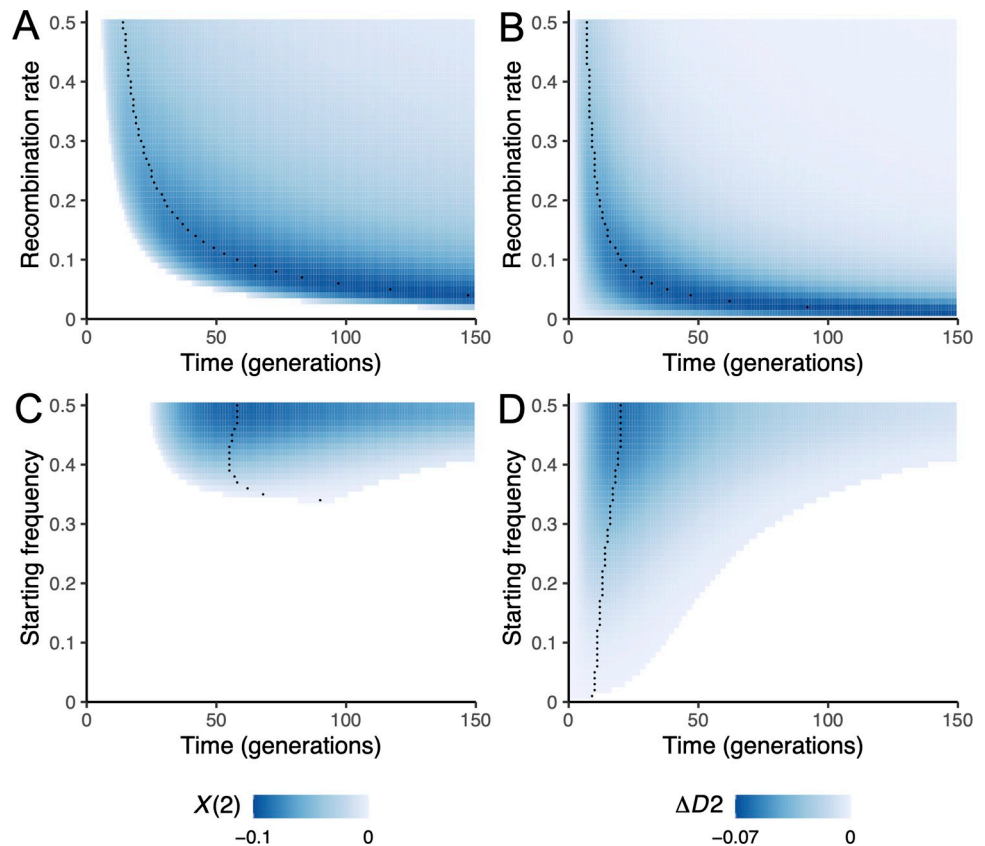 A
Recombination rate
0.5
0.4
0.3
0.2
0.1
0
0 50 100 150
Time (generations)
B
Recombination rate
0.5
0.4
0.3
0.2
0.1
0
0 50 100 150
Time (generations)
C
Starting frequency
0.5
0.4
0.3
0.2
0.1
0
0 50 100 150
Time (generations)
D
Starting frequency
0.5
0.4
0.3
0.2
0.1
0
0 50 100 150
Time (generations)
X(2)
−0.1 0
ΔD2
−0.07 0